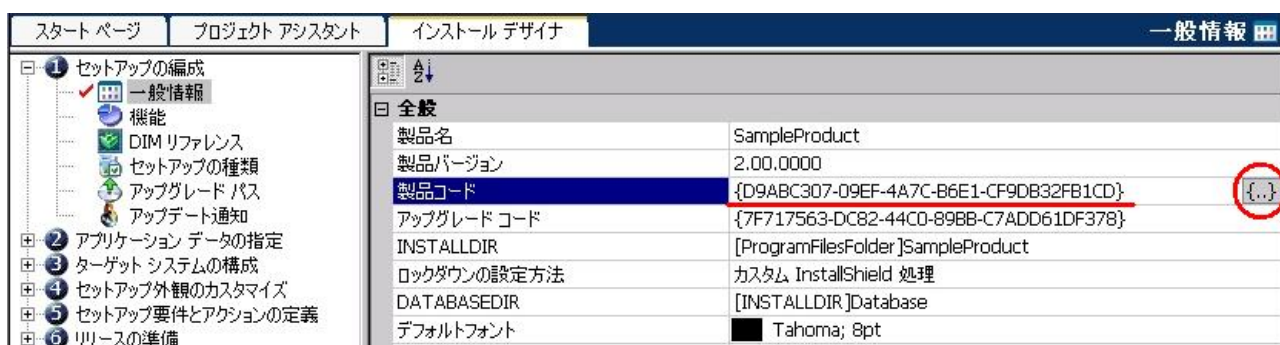 スタート ページ プロジェクト アシスタント インストール デザイナ 一般情報
1 セットアップの編成
一般情報
機能
DIM リファレンス
セットアップの種類
アップグレード パス
アップデート通知
2 アプリケーション データの指定
3 ターゲット システムの構成
4 セットアップ外観のカスタマイズ
5 セットアップ要件とアクションの定義
6 リリースの準備
全般
製品名 SampleProduct
製品バージョン 2.00.0000
製品コード {D9ABC307-09EF-4A7C-B6E1-CF9DB32FB1CD} {..}
アップグレード コード {7F717563-DC82-44C0-89BB-C7ADD61DF378}
INSTALLDIR [ProgramFilesFolder]SampleProduct
ロックダウンの設定方法 カスタム InstallShield 処理
DATABASEDIR [INSTALLDIR]Database
デフォルトフォント Tahoma; 8pt